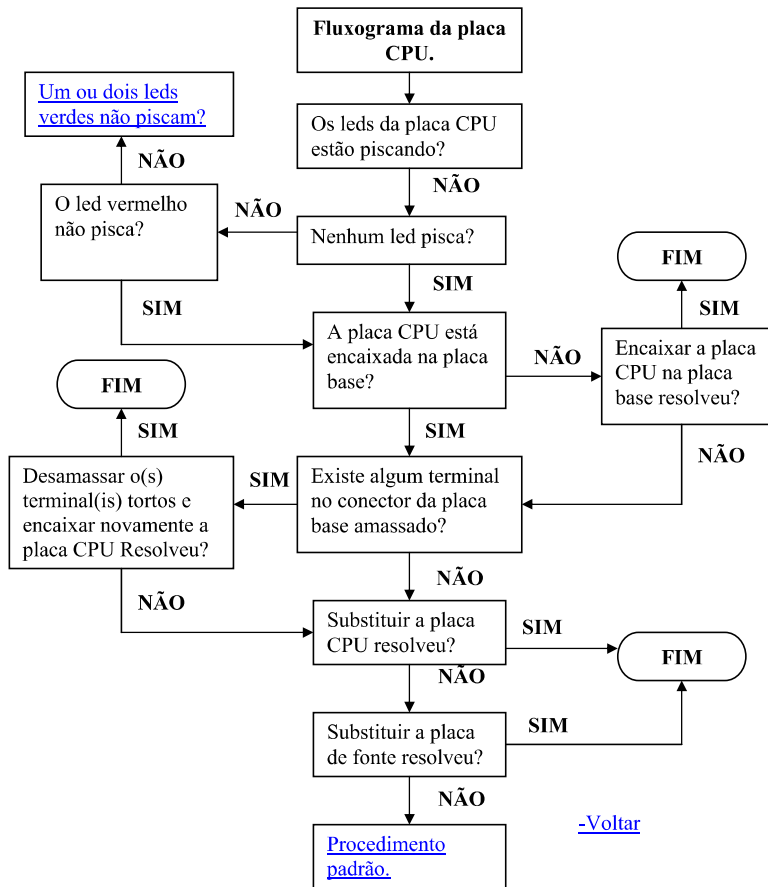 Fluxograma da placa
CPU.
Um ou dois leds
verdes não piscam?
Os leds da placa CPU
estão piscando?
NÃO
NÃO
O led vermelho
não pisca?
NÃO
Nenhum led pisca?
FIM
SIM
SIM
SIM
A placa CPU está
encaixada na placa
base?
NÃO
Encaixar a placa
CPU na placa
base resolveu?
FIM
SIM
SIM
NÃO
Desamassar o(s)
terminal(is) tortos e
encaixar novamente a
placa CPU Resolveu?
SIM
Existe algum terminal
no conector da placa
base amassado?
NÃO
NÃO
Substituir a placa
CPU resolveu?
SIM
FIM
NÃO
Substituir a placa
de fonte resolveu?
SIM
NÃO
Procedimento
padrão.
-Voltar